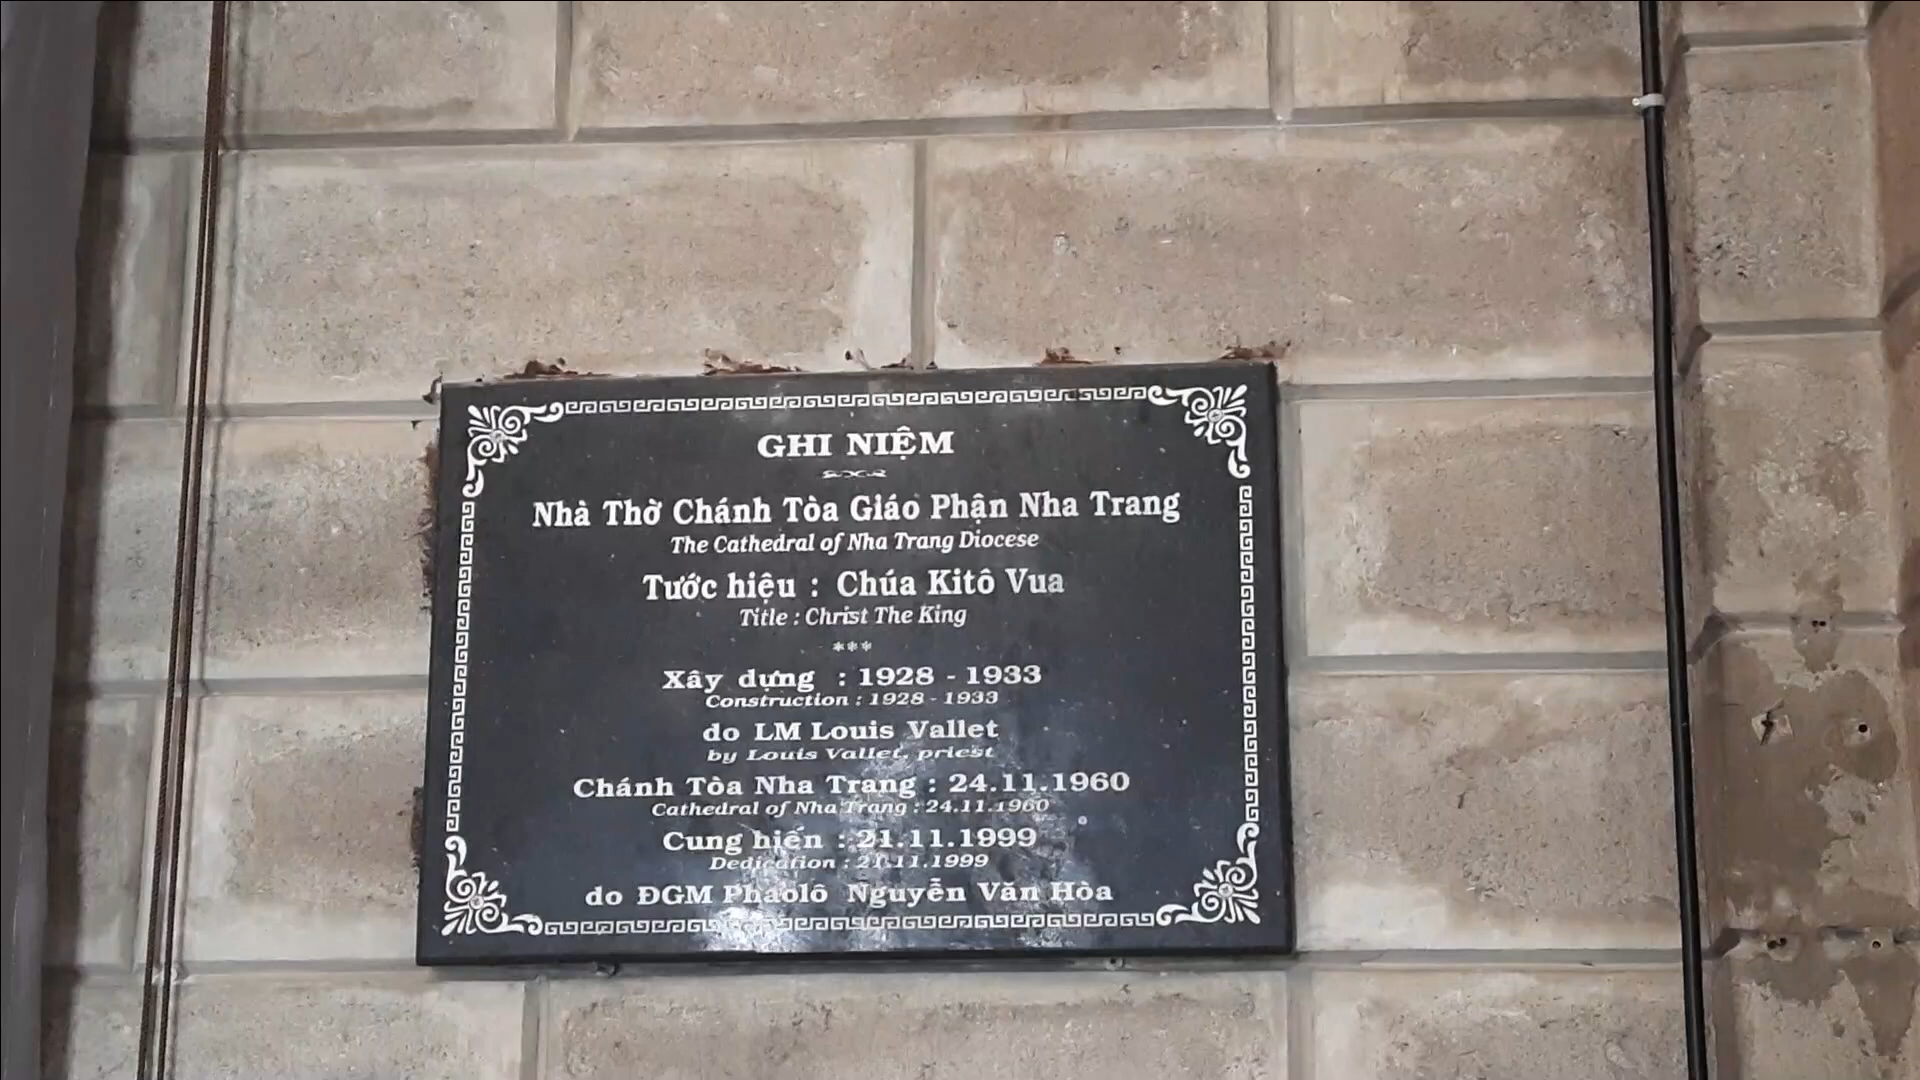 GHI NIỆM
Nhà Thờ Chánh Tòa Giáo Phận Nha Trang
The Cathedral of Nha Trang Diocese
Tước hiệu : Chúa Kitô Vua
Title : Christ The King
***
Xây dựng : 1928 - 1933
Construction : 1928 - 1933
do LM Louis Vallet
by Louis Vallet, priest
Chánh Tòa Nha Trang : 24.11.1960
Cathedral of Nha Trang : 24.11.1960
Cung hiến : 21.11.1999
Dedication : 21.11.1999
do ĐGM Phaolô Nguyễn Văn Hòa